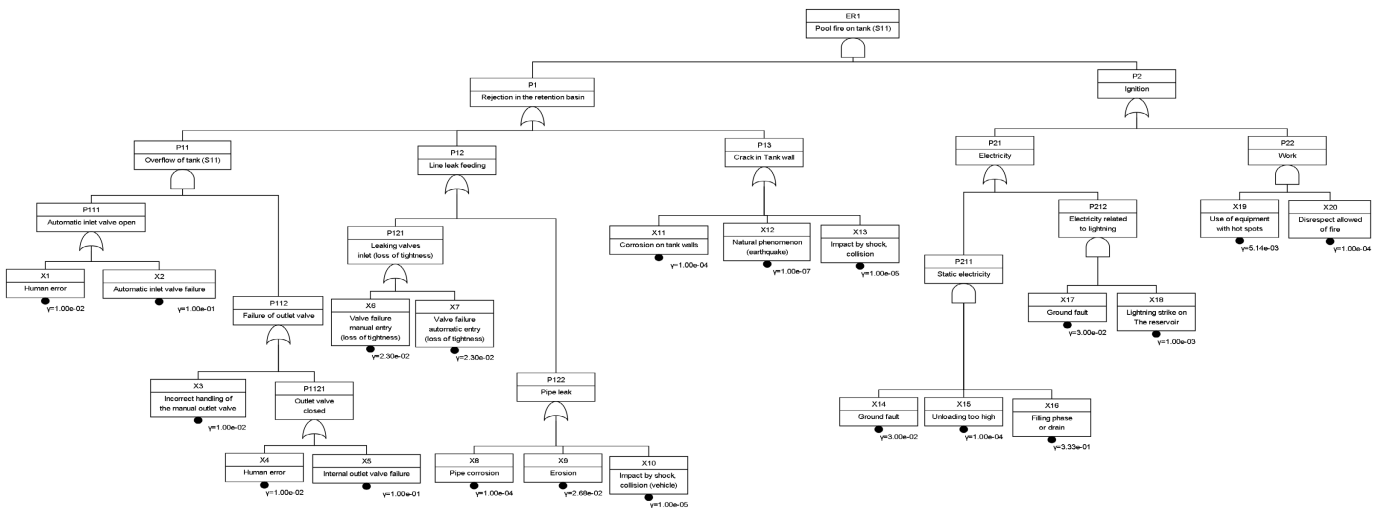 ER1
Pool fire on tank (S11)
P1
Rejection in the retention basin
P2
Ignition
P11
Overflow of tank (S11)
P12
Line leak feeding
P13
Crack in Tank wall
P21
Electricity
P22
Work
P111
Automatic inlet valve open
P121
Leaking valves
inlet (loss of tightness)
X11
Corrosion on tank walls
γ=1.00e-04
X12
Natural phenomenon
(earthquake)
γ=1.00e-07
X13
Impact by shock,
collision
γ=1.00e-05
P212
Electricity related
to lightning
X19
Use of equipment
with hot spots
γ=5.14e-03
X20
Disrespect allowed
of fire
γ=1.00e-04
X1
Human error
γ=1.00e-02
X2
Automatic inlet valve failure
γ=1.00e-01
P112
Failure of outlet valve
X6
Valve failure
manual entry
(loss of tightness)
γ=2.30e-02
X7
Valve failure
automatic entry
(loss of tightness)
γ=2.30e-02
P211
Static electricity
X17
Ground fault
γ=3.00e-02
X18
Lightning strike on
The reservoir
γ=1.00e-03
X3
Incorrect handling of
the manual outlet valve
γ=1.00e-02
P1121
Outlet valve
closed
P122
Pipe leak
X14
Ground fault
γ=3.00e-02
X15
Unloading too high
γ=1.00e-04
X16
Filling phase
or drain
γ=3.33e-01
X4
Human error
γ=1.00e-02
X5
Internal outlet valve failure
γ=1.00e-01
X8
Pipe corrosion
γ=1.00e-04
X9
Erosion
γ=2.68e-02
X10
Impact by shock,
collision (vehicle)
γ=1.00e-05